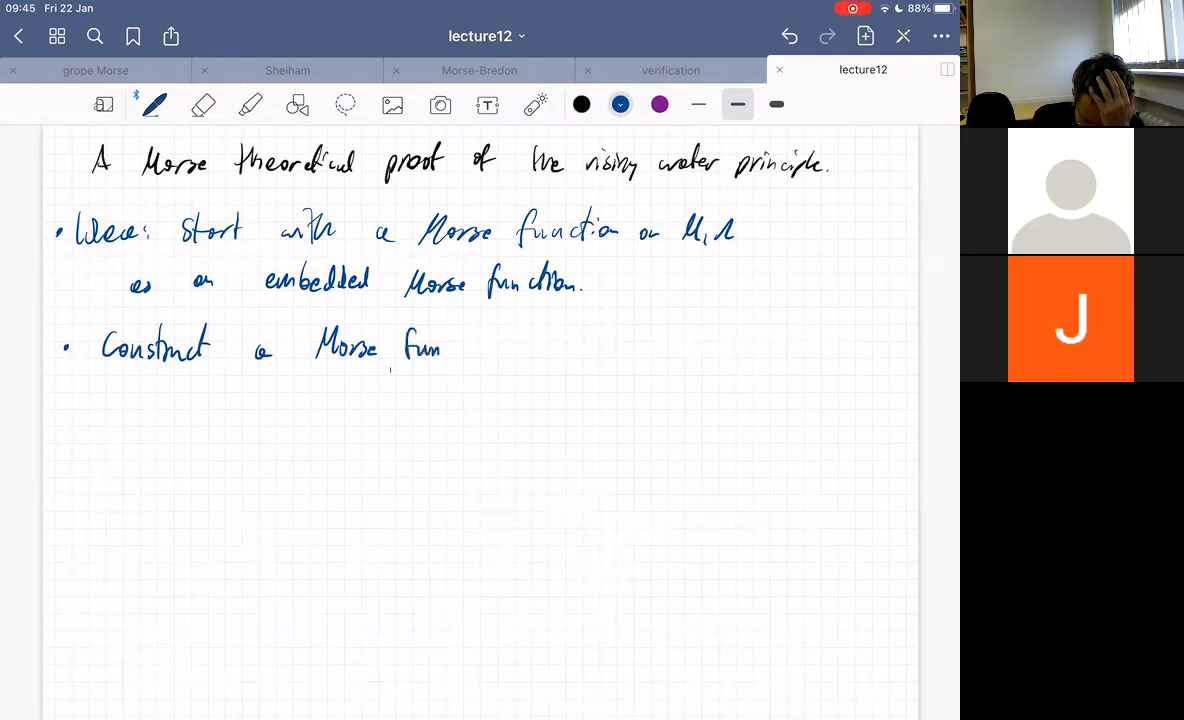 09:45 Fri 22 Jan 88%
lecture12
grope Morse Sheiham Morse-Bredon verification lecture12
A Morse theoretical proof of the rising water principle.
• Idea: Start with a Morse function on M,
as an embedded Morse function.
• Construct a Morse fun
J